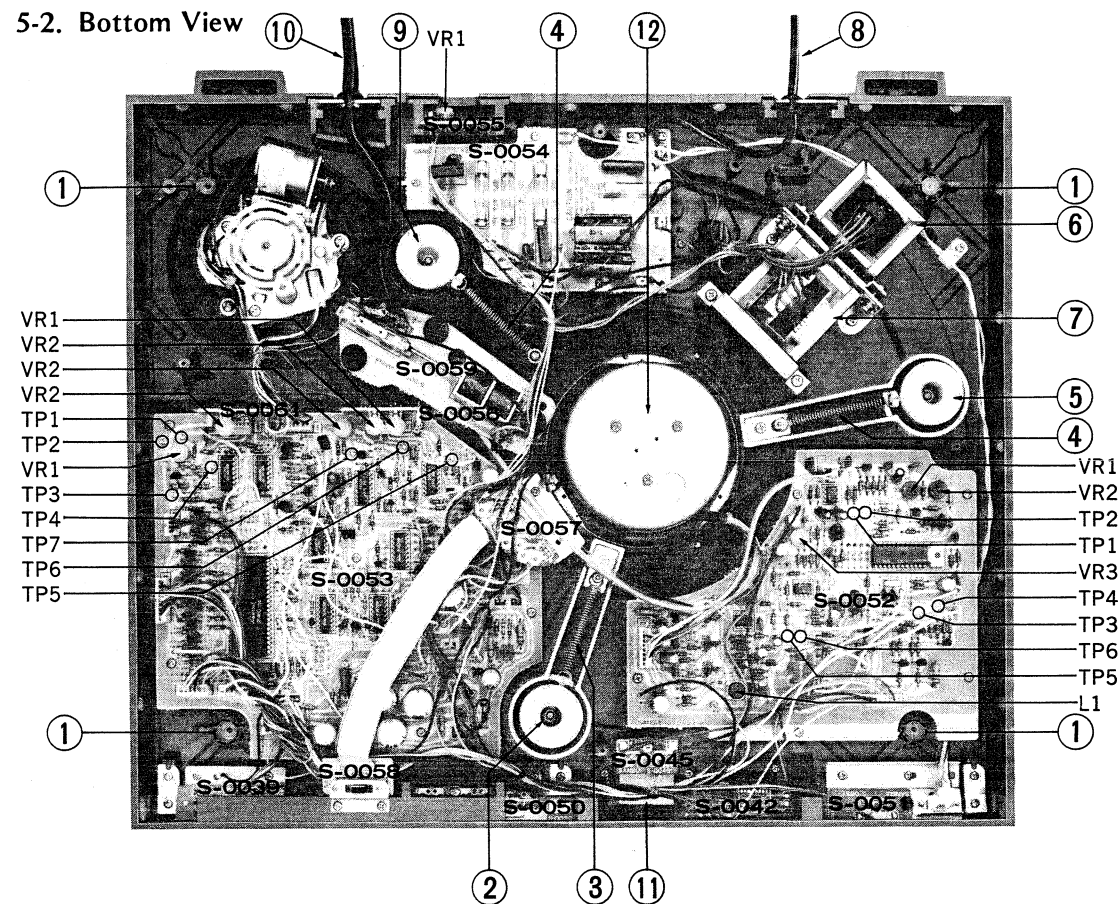 5-2. Bottom View
10
9
VR1
4
12
8
S-0055
S-0054
1
1
6
7
VR1
VR2
VR2
VR2
TP1
TP2
VR1
TP3
TP4
TP7
TP6
TP5
S-0059
S-0056
S-0061
5
4
S-0057
S-0053
VR1
VR2
TP2
TP1
VR3
TP4
TP3
TP6
TP5
L1
S-0052
1
1
S-0039
S-0058
S-0045
S-0050
S-0042
S-0051
2
3
11